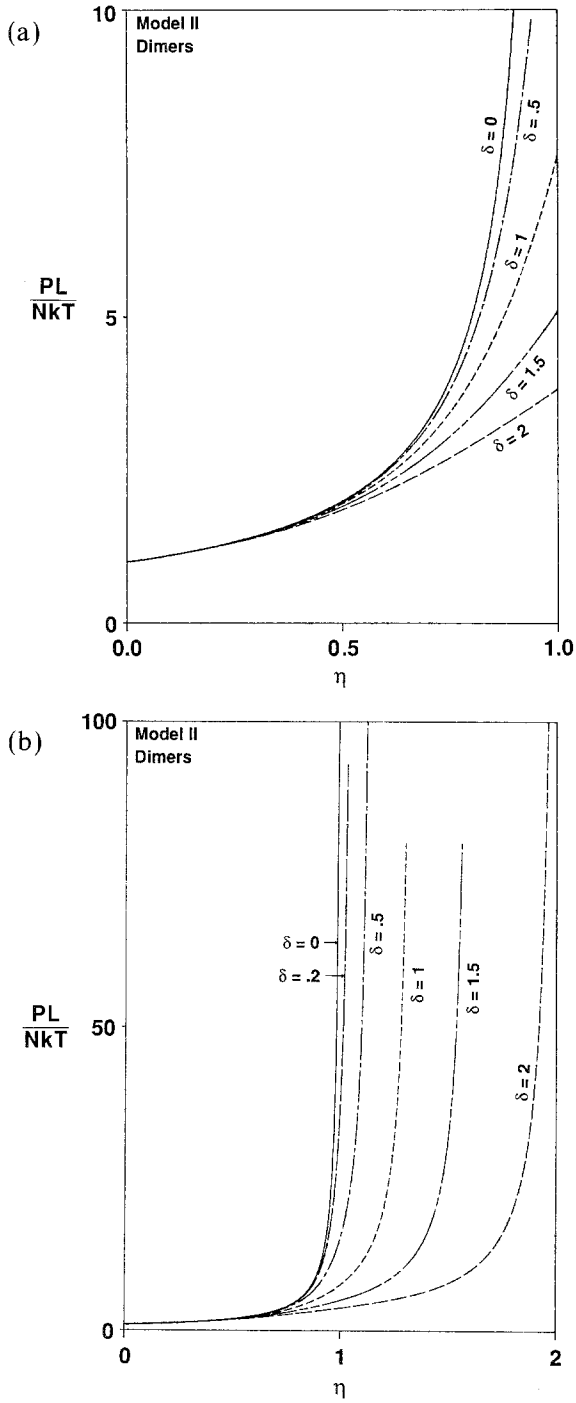 (a)
Model II
Dimers
10
5
0
PL
NkT
δ = 0
δ = .5
δ = 1
δ = 1.5
δ = 2
0.0
0.5
1.0
η
(b)
Model II
Dimers
100
50
0
PL
NkT
δ = 0
δ = .2
δ = .5
δ = 1
δ = 1.5
δ = 2
0
1
2
η